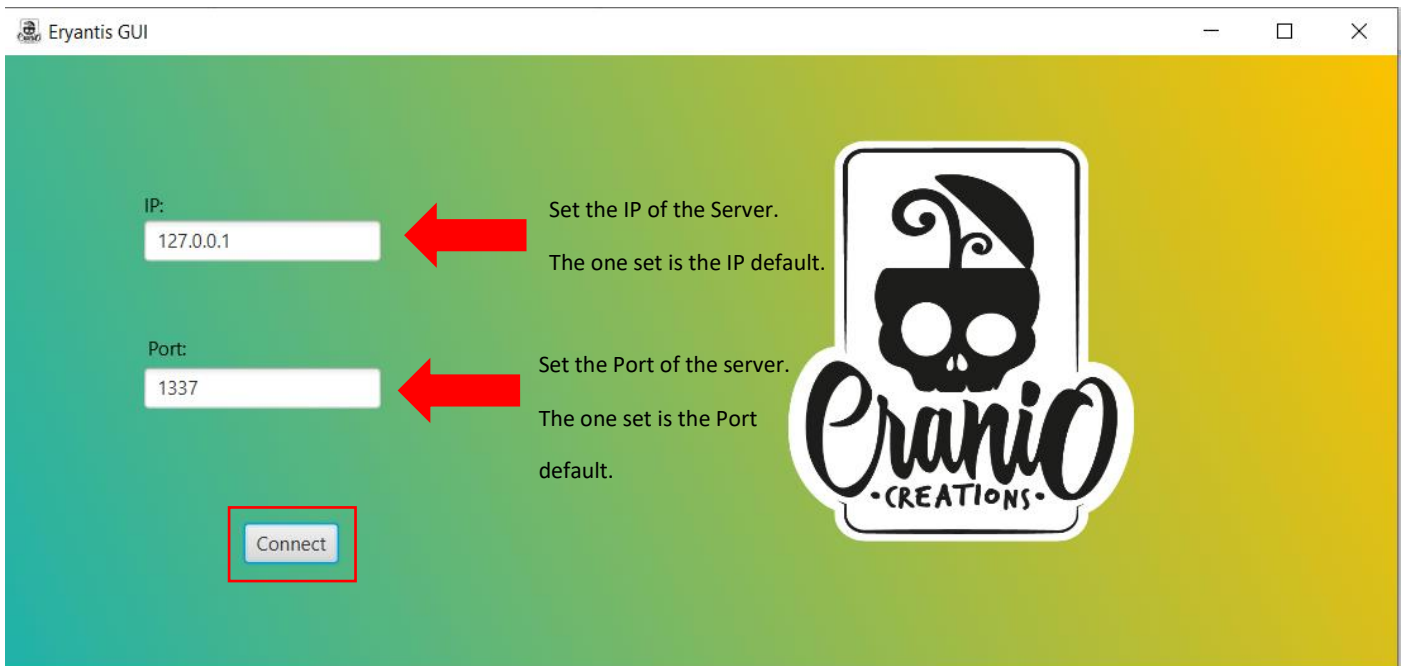 Eryantis GUI
IP:
127.0.0.1
Set the IP of the Server.
The one set is the IP default.
Port:
1337
Set the Port of the server.
The one set is the Port
default.
Connect
Cranio
•CREATIONS•